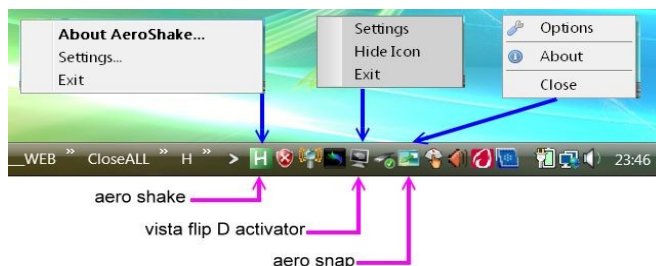 About AeroShake...
Settings...
Exit
Settings
Hide Icon
Exit
Options
About
Close
__WEB » CloseALL » H » > H 23:46
aero shake
vista flip D activator
aero snap